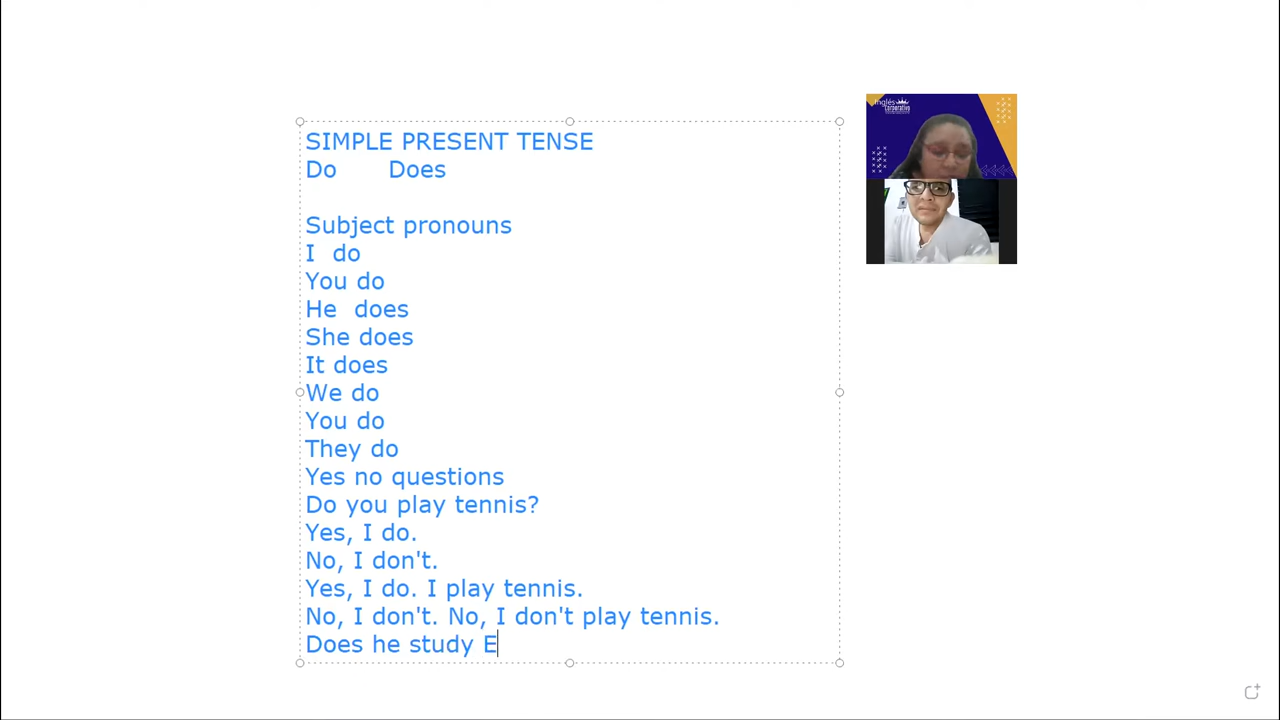 SIMPLE PRESENT TENSE
Do Does
Subject pronouns
I do
You do
He does
She does
It does
We do
You do
They do
Yes no questions
Do you play tennis?
Yes, I do.
No, I don't.
Yes, I do. I play tennis.
No, I don't. No, I don't play tennis.
Does he study E
Inglés
Corporativo